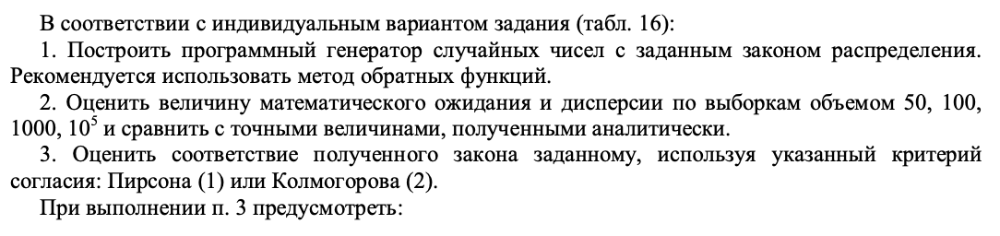 В соответствии с индивидуальным вариантом задания (табл. 16):
1. Построить программный генератор случайных чисел с заданным законом распределения.
Рекомендуется использовать метод обратных функций.
2. Оценить величину математического ожидания и дисперсии по выборкам объемом 50, 100,
1000, 10⁵ и сравнить с точными величинами, полученными аналитически.
3. Оценить соответствие полученного закона заданному, используя указанный критерий
согласия: Пирсона (1) или Колмогорова (2).
При выполнении п. 3 предусмотреть: